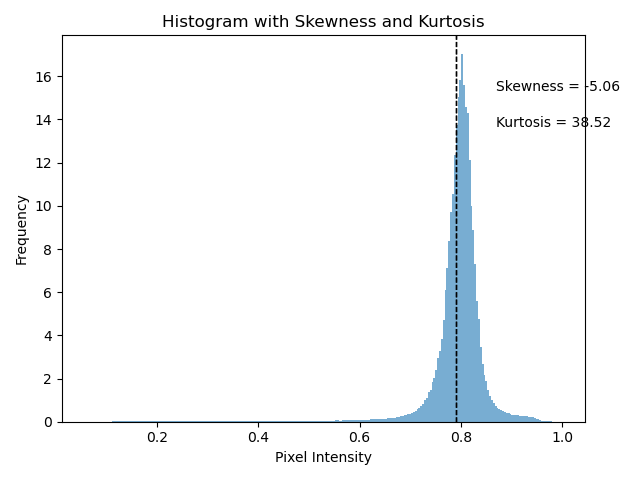 Histogram with Skewness and Kurtosis
16
14
12
10
8
6
4
2
0
Frequency
Skewness = -5.06
Kurtosis = 38.52
0.2
0.4
0.6
0.8
1.0
Pixel Intensity